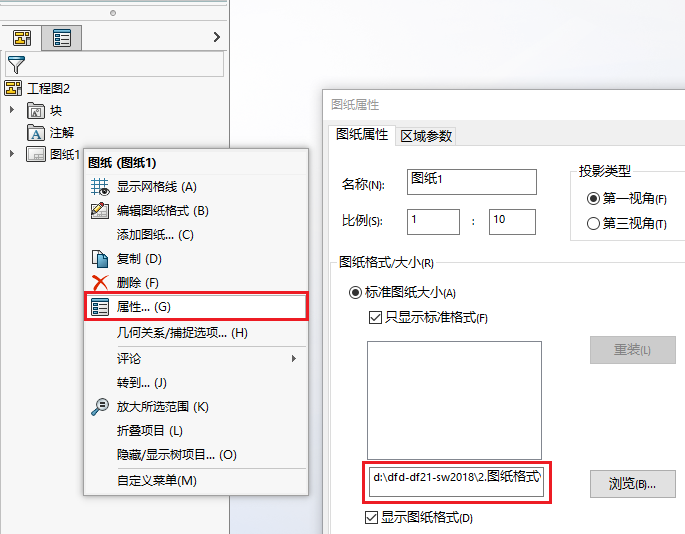 工程图2
块
注解
图纸1
图纸 (图纸1)
显示网格线 (A)
编辑图纸格式 (B)
添加图纸... (C)
复制 (D)
删除 (F)
属性... (G)
几何关系/捕捉选项... (H)
评论
转到... (J)
放大所选范围 (K)
折叠项目 (L)
隐藏/显示树项目... (O)
自定义菜单(M)
图纸属性
图纸属性 区域参数
名称(N): 图纸1
比例(S): 1 : 10
投影类型
第一视角(F)
第三视角(T)
图纸格式/大小(R)
标准图纸大小(A)
只显示标准格式(F)
重装(L)
d:\dfd-df21-sw2018\2.图纸格式
浏览(B)...
显示图纸格式(D)